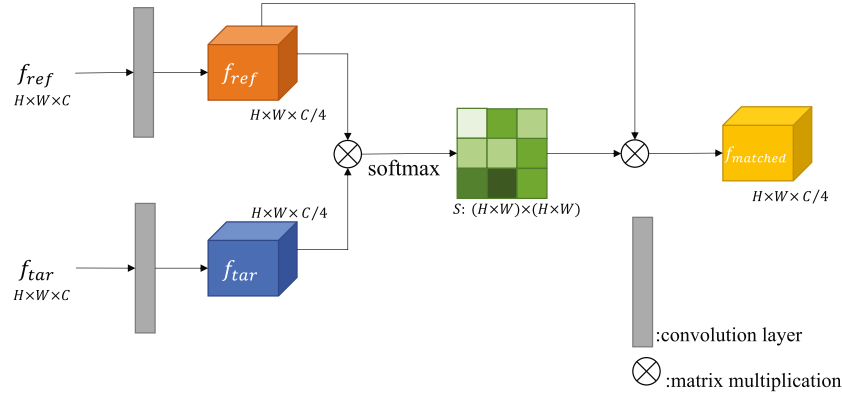 f_ref
H×W×C
f_ref
H×W×C/4
softmax
S: (H×W)×(H×W)
f_matched
H×W×C/4
H×W×C/4
f_tar
H×W×C
f_tar
:convolution layer
:matrix multiplication